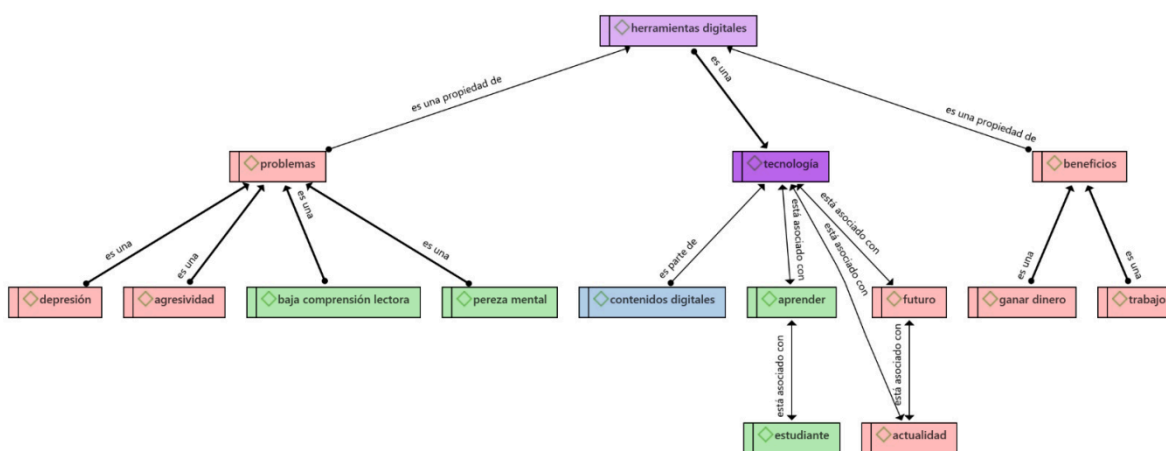 herramientas digitales
es una propiedad de
es una
es una propiedad de
problemas
tecnología
beneficios
es una
es una
es una
es una
es parte de
está asociado con
está asociado con
está asociado con
es una
es una
depresión
agresividad
baja comprensión lectora
pereza mental
contenidos digitales
aprender
futuro
ganar dinero
trabajo
está asociado con
está asociado con
estudiante
actualidad